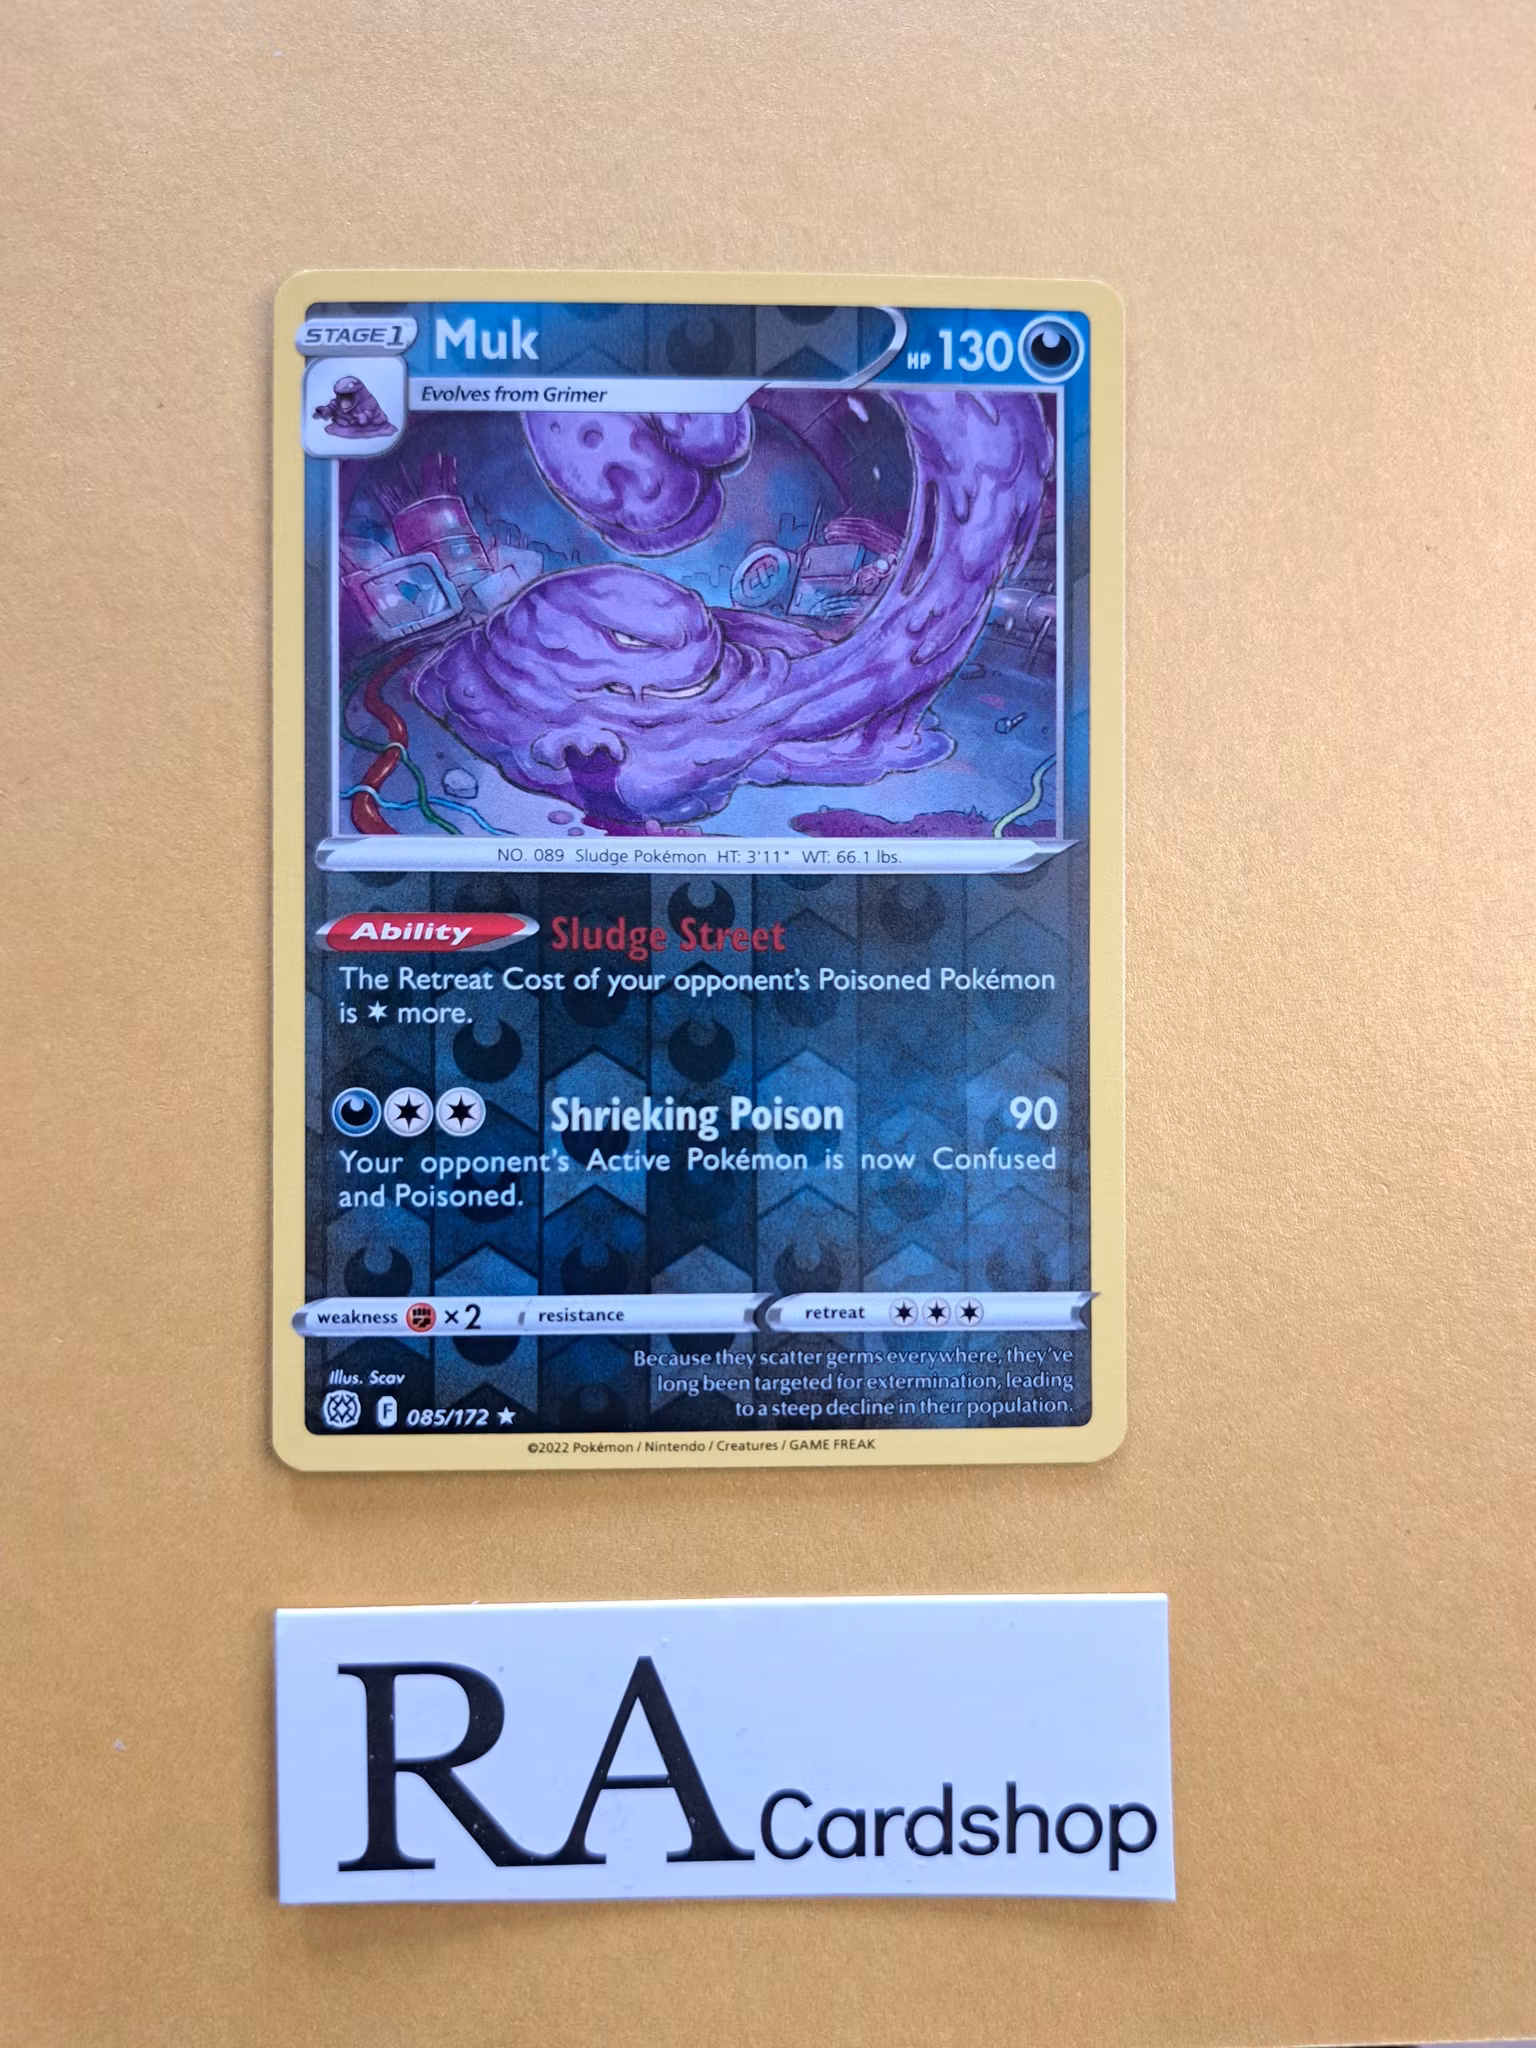 STAGE 1 Muk HP 130
Evolves from Grimer
NO. 089 Sludge Pokémon HT: 3'11" WT: 66.1 lbs.
Ability Sludge Street
The Retreat Cost of your opponent's Poisoned Pokémon
is ✶ more.
Shrieking Poison 90
Your opponent's Active Pokémon is now Confused
and Poisoned.
weakness ×2 resistance retreat
Because they scatter germs everywhere, they've
long been targeted for extermination, leading
to a steep decline in their population.
Illus. Scav
F 085/172 ★
©2022 Pokémon / Nintendo / Creatures / GAME FREAK
RA Cardshop